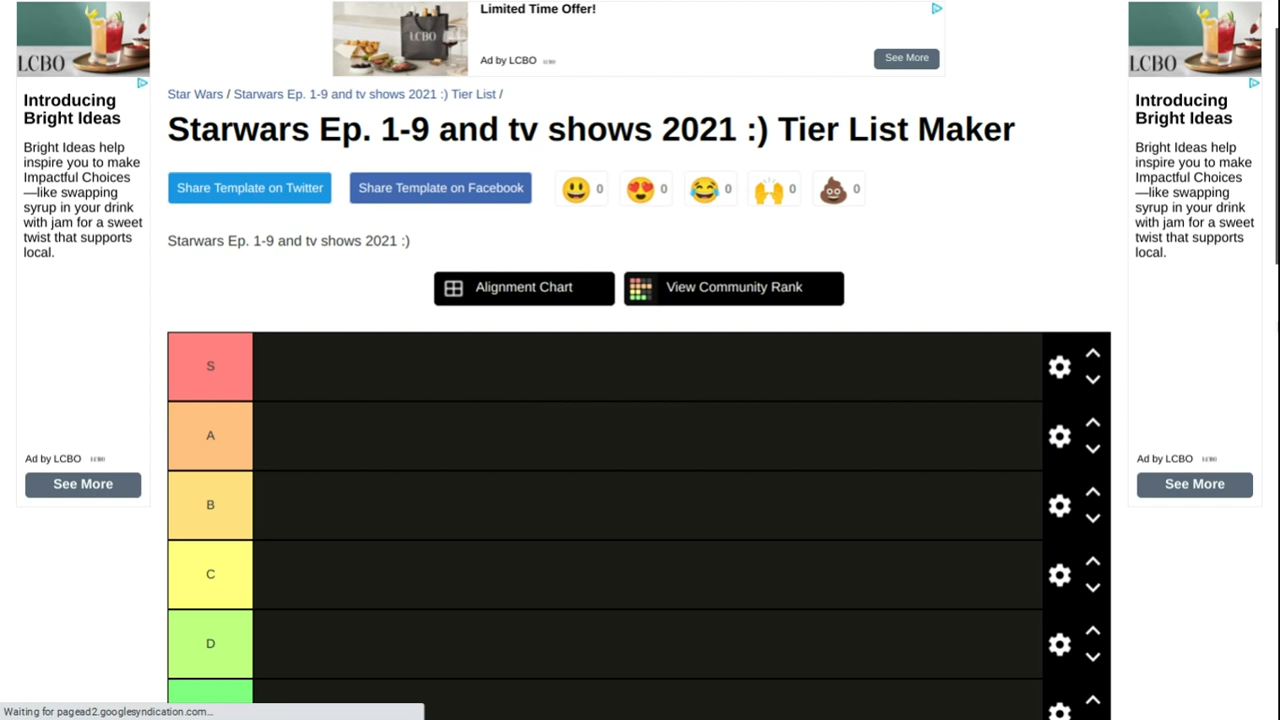 Limited Time Offer!
LCBO
Ad by LCBO
LCBO
See More
LCBO
Introducing
Bright Ideas
Bright Ideas help
inspire you to make
Impactful Choices
—like swapping
syrup in your drink
with jam for a sweet
twist that supports
local.
Ad by LCBO
LCBO
See More
Star Wars / Starwars Ep. 1-9 and tv shows 2021 :) Tier List /
Starwars Ep. 1-9 and tv shows 2021 :) Tier List Maker
Share Template on Twitter
Share Template on Facebook
0
0
0
0
0
Starwars Ep. 1-9 and tv shows 2021 :)
Alignment Chart
View Community Rank
S
A
B
C
D
LCBO
Introducing
Bright Ideas
Bright Ideas help
inspire you to make
Impactful Choices
—like swapping
syrup in your drink
with jam for a sweet
twist that supports
local.
Ad by LCBO
LCBO
See More
Waiting for pagead2.googlesyndication.com...